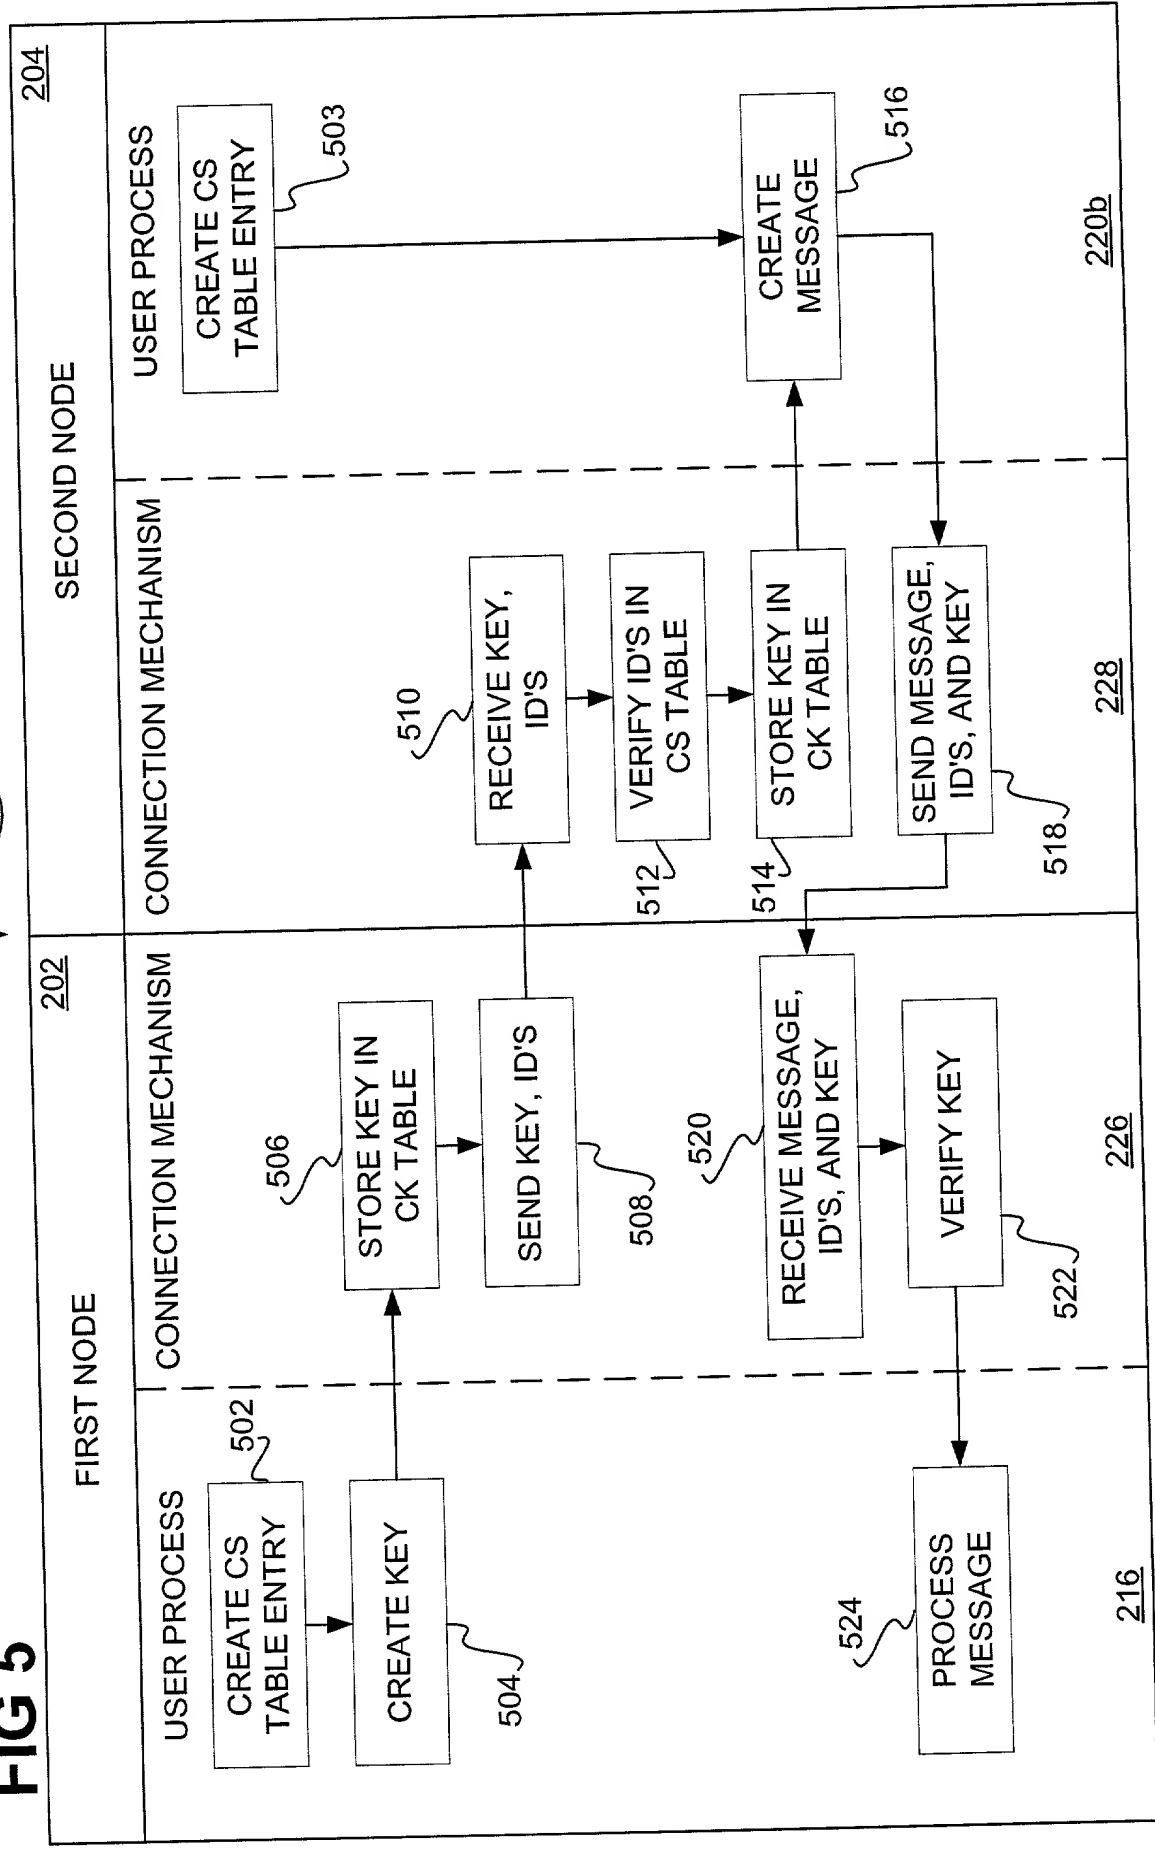 FIG 5
FIRST NODE
202
SECOND NODE
204
USER PROCESS
CONNECTION MECHANISM
CONNECTION MECHANISM
USER PROCESS
CREATE CS
TABLE ENTRY
502
CREATE KEY
504
STORE KEY IN
CK TABLE
506
SEND KEY, ID'S
508
RECEIVE KEY,
ID'S
510
VERIFY ID'S IN
CS TABLE
512
STORE KEY IN
CK TABLE
514
CREATE CS
TABLE ENTRY
503
CREATE
MESSAGE
516
SEND MESSAGE,
ID'S, AND KEY
518
RECEIVE MESSAGE,
ID'S, AND KEY
520
VERIFY KEY
522
PROCESS
MESSAGE
524
216
226
228
220b